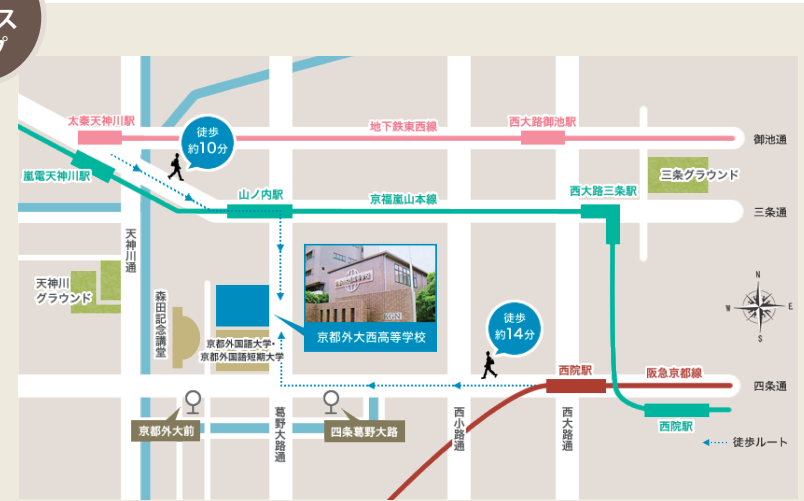 ス
プ
太秦天神川駅
地下鉄東西線
西大路御池駅
御池通
徒歩
約10分
嵐電天神川駅
山ノ内駅
京福嵐山本線
西大路三条駅
三条グラウンド
三条通
天神川通
天神川
グラウンド
森田記念講堂
京都外国語大学・
京都外国語短期大学
京都外大西高等学校
徒歩
約14分
N
W
E
S
西院駅
阪急京都線
四条通
京都外大前
葛野大路通
四条葛野大路
西小路通
西大路通
西院駅
徒歩ルート